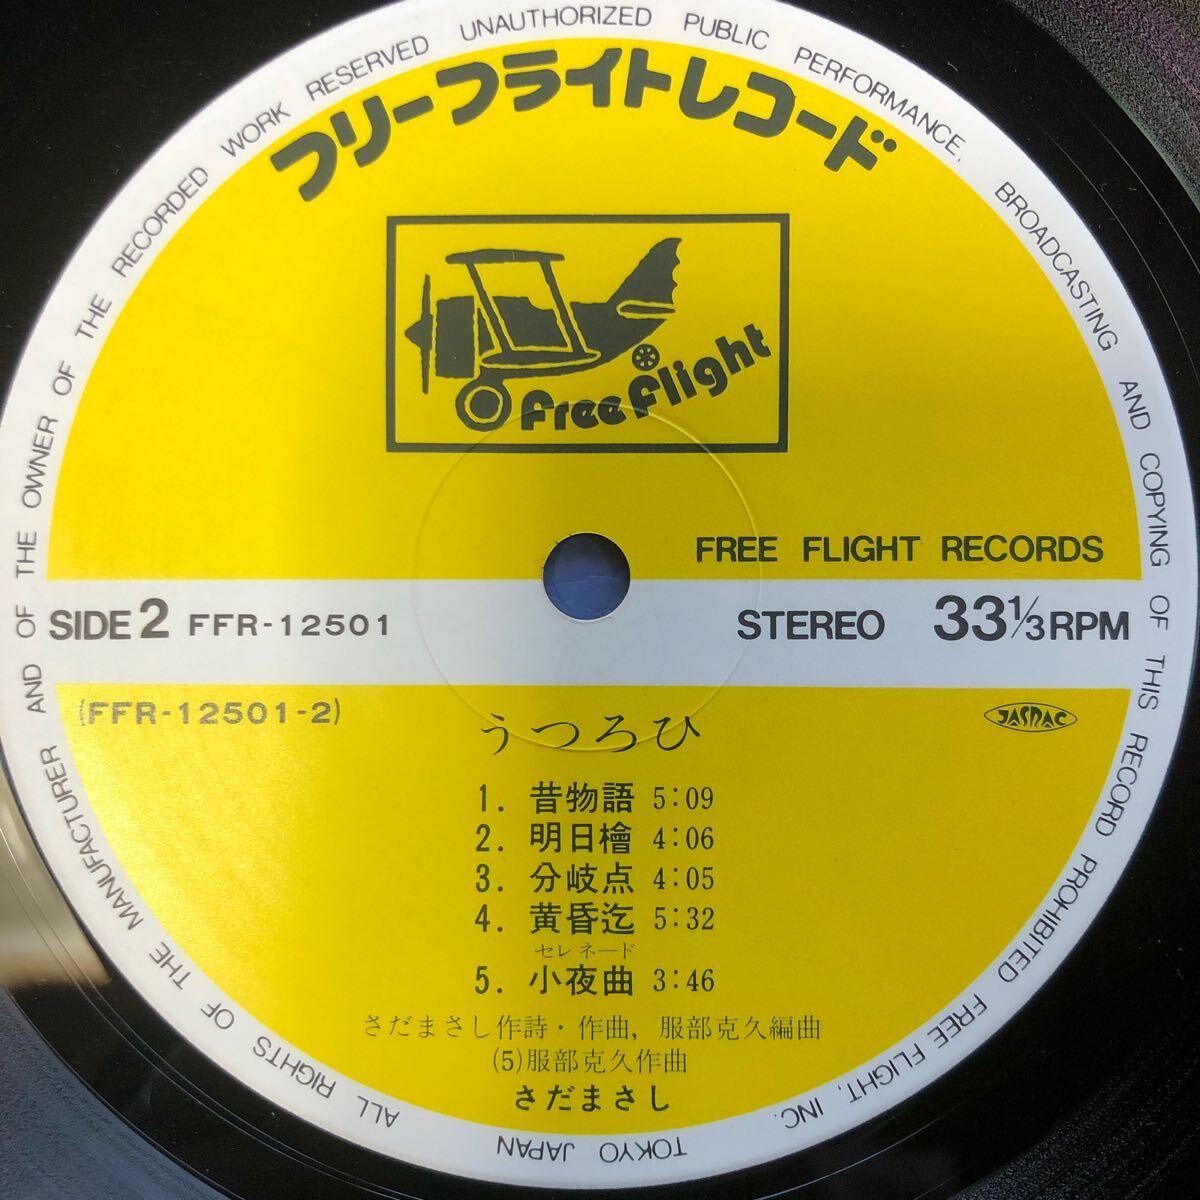 ALL RIGHTS OF THE MANUFACTURER AND OF THE OWNER OF THE RECORDED WORK RESERVED UNAUTHORIZED PUBLIC PERFORMANCE, BROADCASTING AND COPYING OF THIS RECORD PROHIBITED FREE FLIGHT, INC. TOKYO JAPAN
フリーフライトレコード
free flight
FREE FLIGHT RECORDS
SIDE 2 FFR-12501 STEREO 33 1/3 RPM
(FFR-12501-2)
JASRAC
うつろひ
1. 昔物語 5:09
2. 明日檜 4:06
3. 分岐点 4:05
4. 黄昏迄 5:32
セレネード
5. 小夜曲 3:46
さだまさし作詩・作曲, 服部克久編曲
(5)服部克久作曲
さだまさし